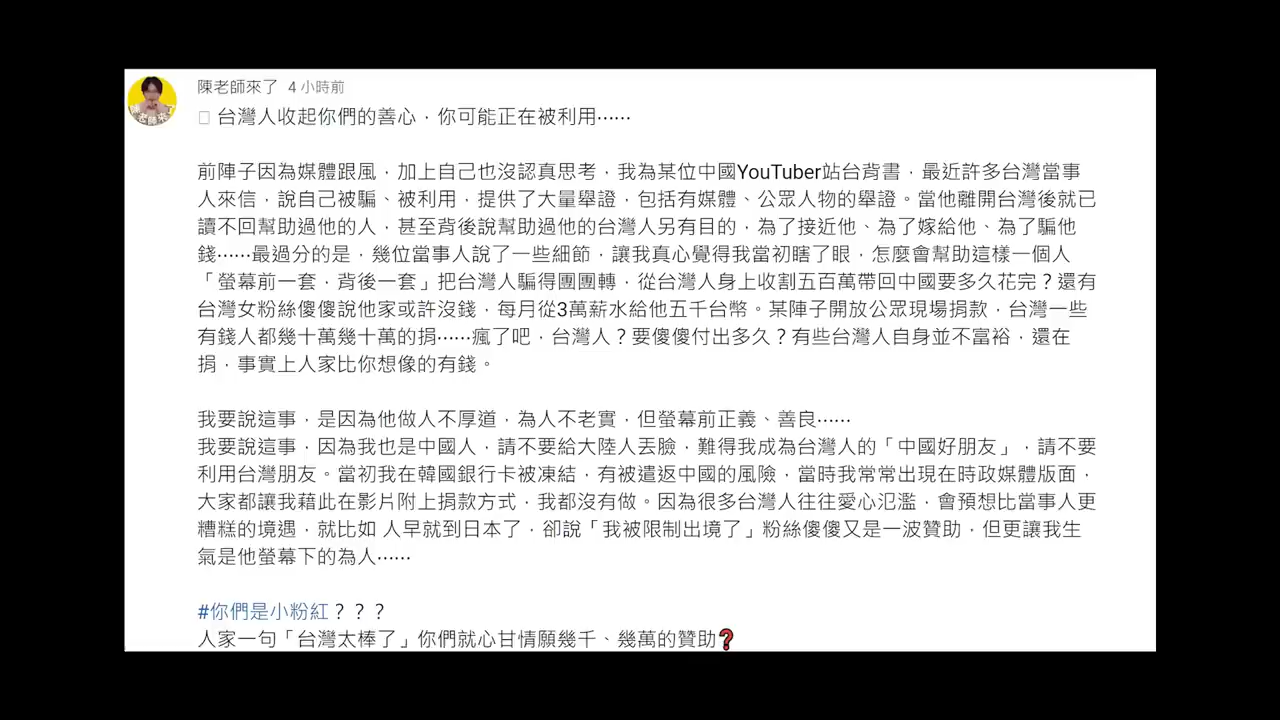 陳老師來了 4 小時前
台灣人收起你們的善心，你可能正在被利用⋯⋯
前陣子因為媒體跟風，加上自己也沒認真思考，我為某位中國YouTuber站台背書，最近許多台灣當事
人來信，說自己被騙、被利用，提供了大量舉證，包括有媒體、公眾人物的舉證。當他離開台灣後就已
讀不回幫助過他的人，甚至背後說幫助過他的台灣人另有目的，為了接近他、為了嫁給他、為了騙他
錢⋯⋯最過分的是，幾位當事人說了一些細節，讓我真心覺得我當初瞎了眼，怎麼會幫助這樣一個人
「螢幕前一套，背後一套」把台灣人騙得團團轉，從台灣人身上收割五百萬帶回中國要多久花完？還有
台灣女粉絲傻傻說他家或許沒錢，每月從3萬薪水給他五千台幣。某陣子開放公眾現場捐款，台灣一些
有錢人都幾十萬幾十萬的捐⋯⋯瘋了吧，台灣人？要傻傻付出多久？有些台灣人自身並不富裕，還在
捐，事實上人家比你想像的有錢。
我要說這事，是因為他做人不厚道，為人不老實，但螢幕前正義、善良⋯⋯
我要說這事，因為我也是中國人，請不要給大陸人丟臉，難得我成為台灣人的「中國好朋友」，請不要
利用台灣朋友。當初我在韓國銀行卡被凍結，有被遣返中國的風險，當時我常常出現在時政媒體版面，
大家都讓我藉此在影片附上捐款方式，我都沒有做。因為很多台灣人往往愛心氾濫，會預想比當事人更
糟糕的境遇，就比如 人早就到日本了，卻說「我被限制出境了」粉絲傻傻又是一波贊助，但更讓我生
氣是他螢幕下的為人⋯⋯
#你們是小粉紅？？？
人家一句「台灣太棒了」你們就心甘情願幾千、幾萬的贊助❓